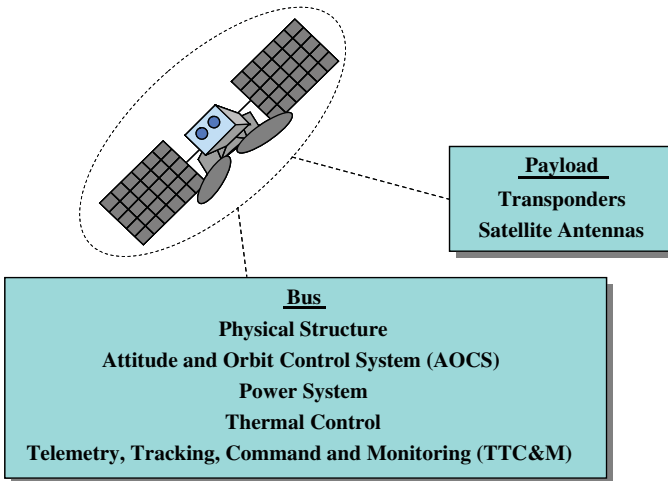 Payload
Transponders
Satellite Antennas
Bus
Physical Structure
Attitude and Orbit Control System (AOCS)
Power System
Thermal Control
Telemetry, Tracking, Command and Monitoring (TTC&M)